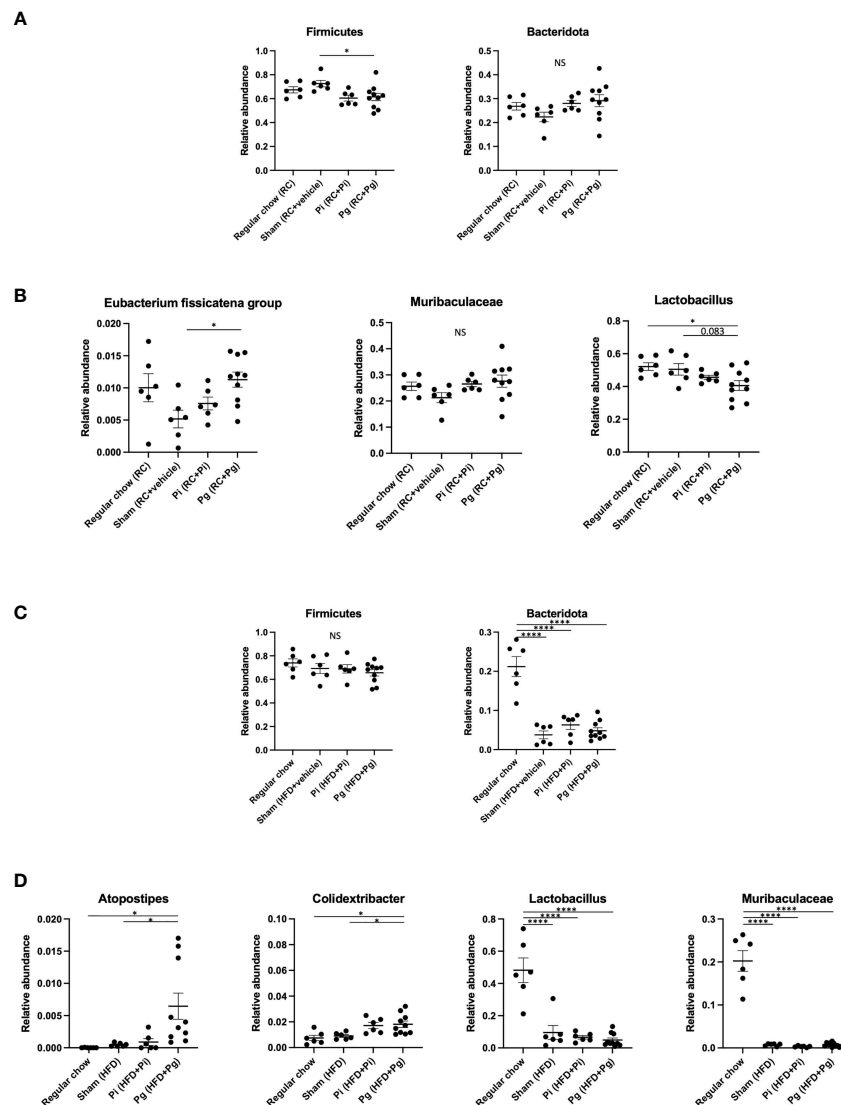 A
Firmicutes
Relative abundance
1.0
0.8
0.6
0.4
0.2
0.0
*
Regular chow (RC)
Sham (RC+vehicle)
Pi (RC+Pi)
Pg (RC+Pg)
Bacteridota
Relative abundance
0.5
0.4
0.3
0.2
0.1
0.0
NS
Regular chow (RC)
Sham (RC+vehicle)
Pi (RC+Pi)
Pg (RC+Pg)
B
Eubacterium fissicatena group
Relative abundance
0.020
0.015
0.010
0.005
0.000
*
Regular chow (RC)
Sham (RC+vehicle)
Pi (RC+Pi)
Pg (RC+Pg)
Muribaculaceae
Relative abundance
0.5
0.4
0.3
0.2
0.1
0.0
NS
Regular chow (RC)
Sham (RC+vehicle)
Pi (RC+Pi)
Pg (RC+Pg)
Lactobacillus
Relative abundance
0.8
0.6
0.4
0.2
0.0
*
0.083
Regular chow (RC)
Sham (RC+vehicle)
Pi (RC+Pi)
Pg (RC+Pg)
C
Firmicutes
Relative abundance
1.0
0.8
0.6
0.4
0.2
0.0
NS
Regular chow
Sham (HFD+vehicle)
Pi (HFD+Pi)
Pg (HFD+Pg)
Bacteridota
Relative abundance
0.3
0.2
0.1
0.0
****
****
****
Regular chow
Sham (HFD+vehicle)
Pi (HFD+Pi)
Pg (HFD+Pg)
D
Atopostipes
Relative abundance
0.020
0.015
0.010
0.005
0.000
*
*
Regular chow
Sham (HFD)
Pi (HFD+Pi)
Pg (HFD+Pg)
Colidextribacter
Relative abundance
0.10
0.08
0.06
0.04
0.02
0.00
*
*
Regular chow
Sham (HFD)
Pi (HFD+Pi)
Pg (HFD+Pg)
Lactobacillus
Relative abundance
0.8
0.6
0.4
0.2
0.0
****
****
****
Regular chow
Sham (HFD)
Pi (HFD+Pi)
Pg (HFD+Pg)
Muribaculaceae
Relative abundance
0.3
0.2
0.1
0.0
****
****
****
Regular chow
Sham (HFD)
Pi (HFD+Pi)
Pg (HFD+Pg)